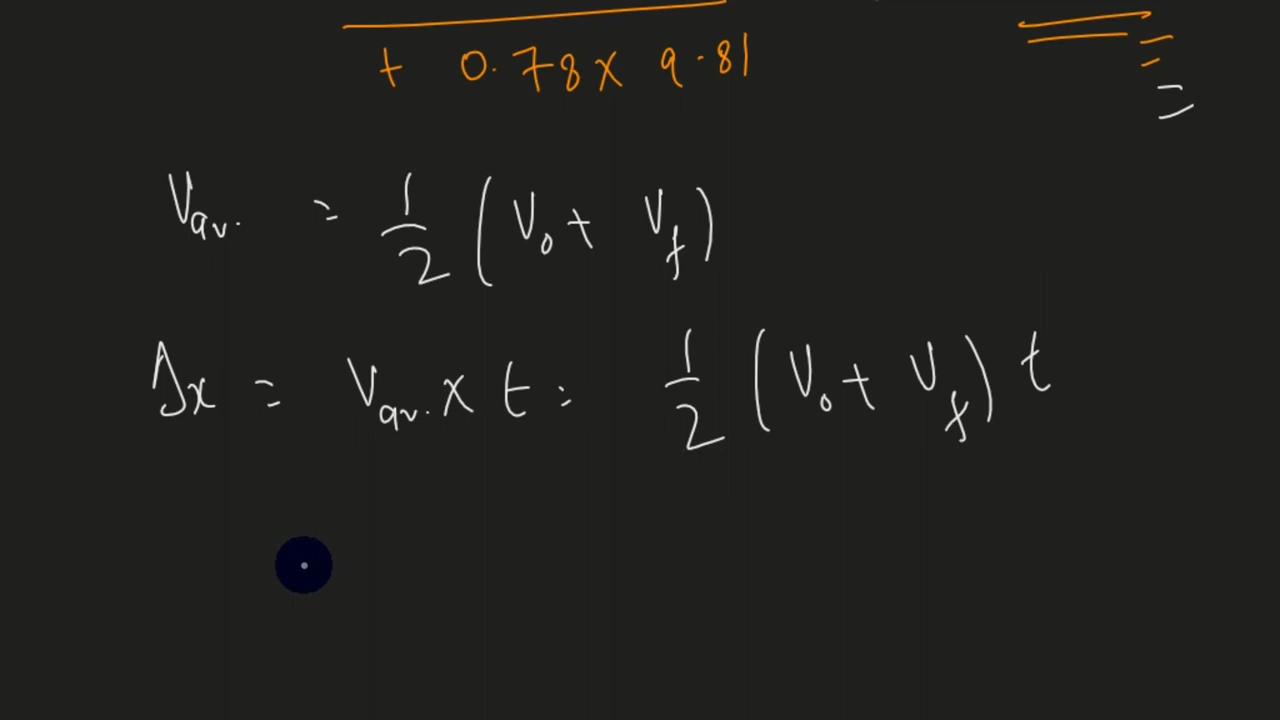 + 0.78 x 9.81
=
Vav. = 1/2 (V0 + Vf)
Δx = Vav. x t = 1/2 (V0 + Vf) t